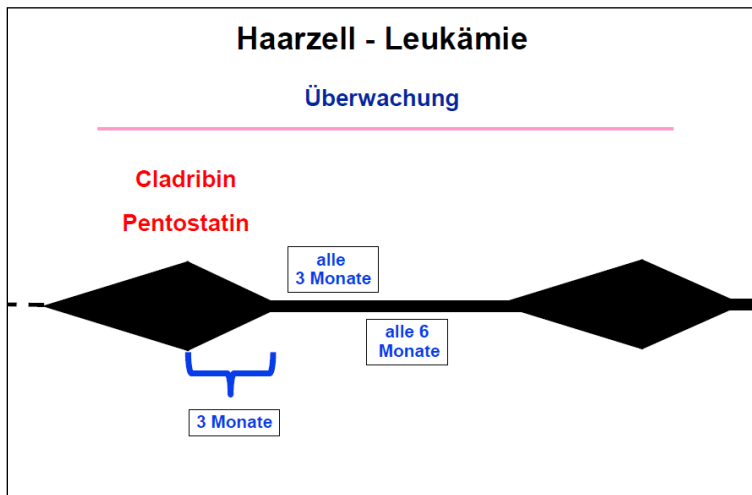 Haarzell - Leukämie
Überwachung
Cladribin
Pentostatin
alle
3 Monate
alle 6
Monate
3 Monate